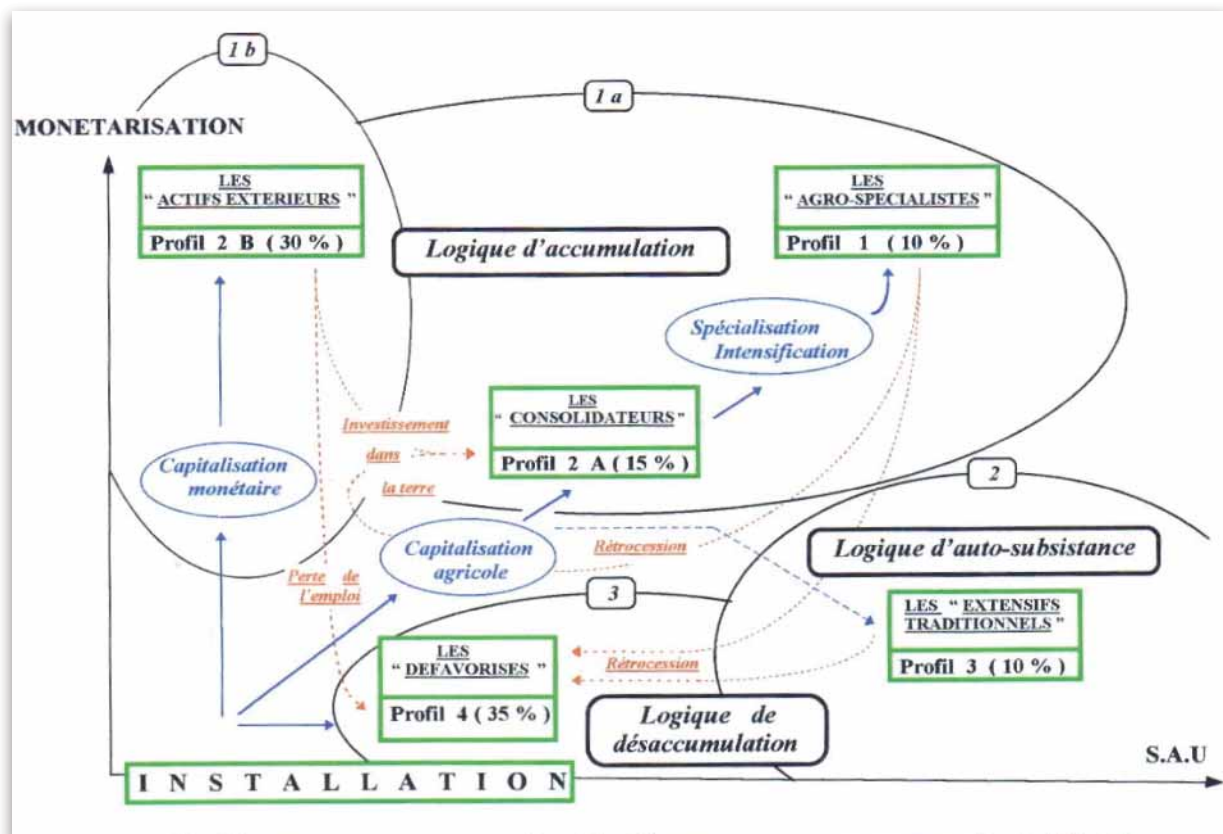 1 b
1 a
MONETARISATION
LES
" ACTIFS EXTERIEURS "
Profil 2 B ( 30 % )
LES
" AGRO-SPECIALISTES "
Profil 1 ( 10 % )
Logique d'accumulation
Spécialisation
Intensification
LES
" CONSOLIDATEURS "
Profil 2 A ( 15 % )
Investissement
dans
la terre
Capitalisation
monétaire
2
Capitalisation
agricole
Rétrocession
Logique d'auto-subsistance
Perte de
l'emploi
3
LES " EXTENSIFS
TRADITIONNELS "
Profil 3 ( 10 % )
LES
" DEFAVORISES "
Profil 4 ( 35 % )
Rétrocession
Logique de
désaccumulation
S.A.U
I N S T A L L A T I O N